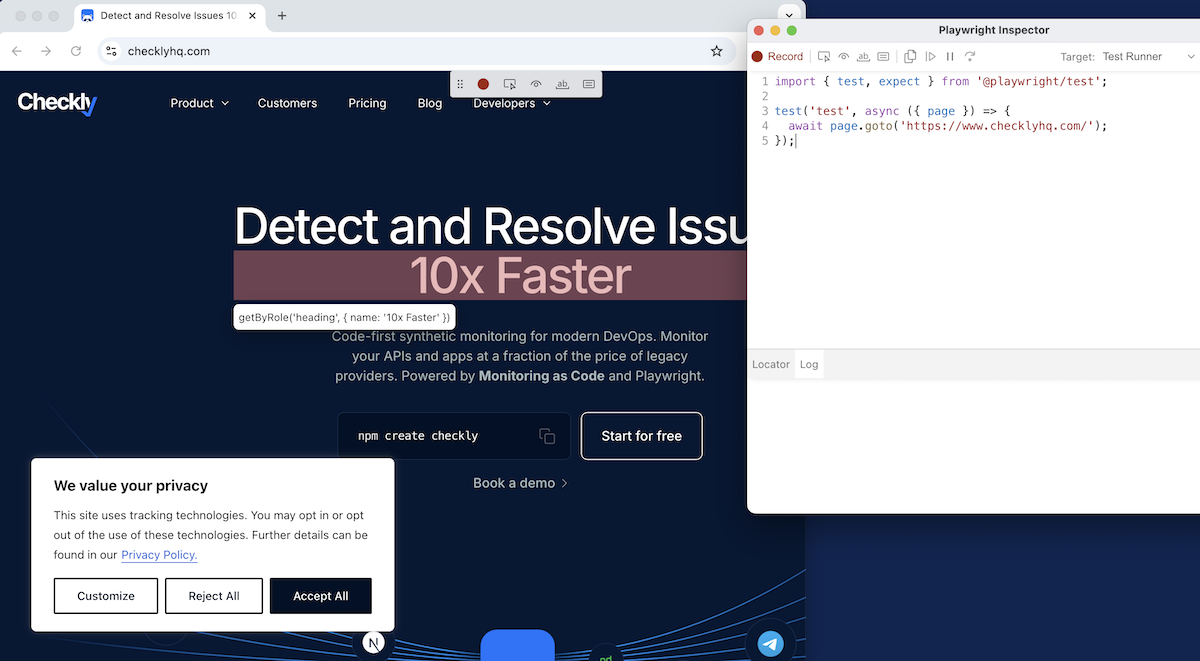 Detect and Resolve Issues 10
checklyhq.com
Checkly
Product
Customers
Pricing
Blog
Developers
ab
Detect and Resolve Issu
10x Faster
getByRole('heading', { name: '10x Faster' })
Code-first synthetic monitoring for modern DevOps. Monitor
your APIs and apps at a fraction of the price of legacy
providers. Powered by Monitoring as Code and Playwright.
npm create checkly
Start for free
Book a demo
We value your privacy
This site uses tracking technologies. You may opt in or opt
out of the use of these technologies. Further details can be
found in our Privacy Policy.
Customize
Reject All
Accept All
N
Playwright Inspector
Record
ab
Target: Test Runner
1 import { test, expect } from '@playwright/test';
2
3 test('test', async ({ page }) => {
4 await page.goto('https://www.checklyhq.com/');
5 });
Locator
Log